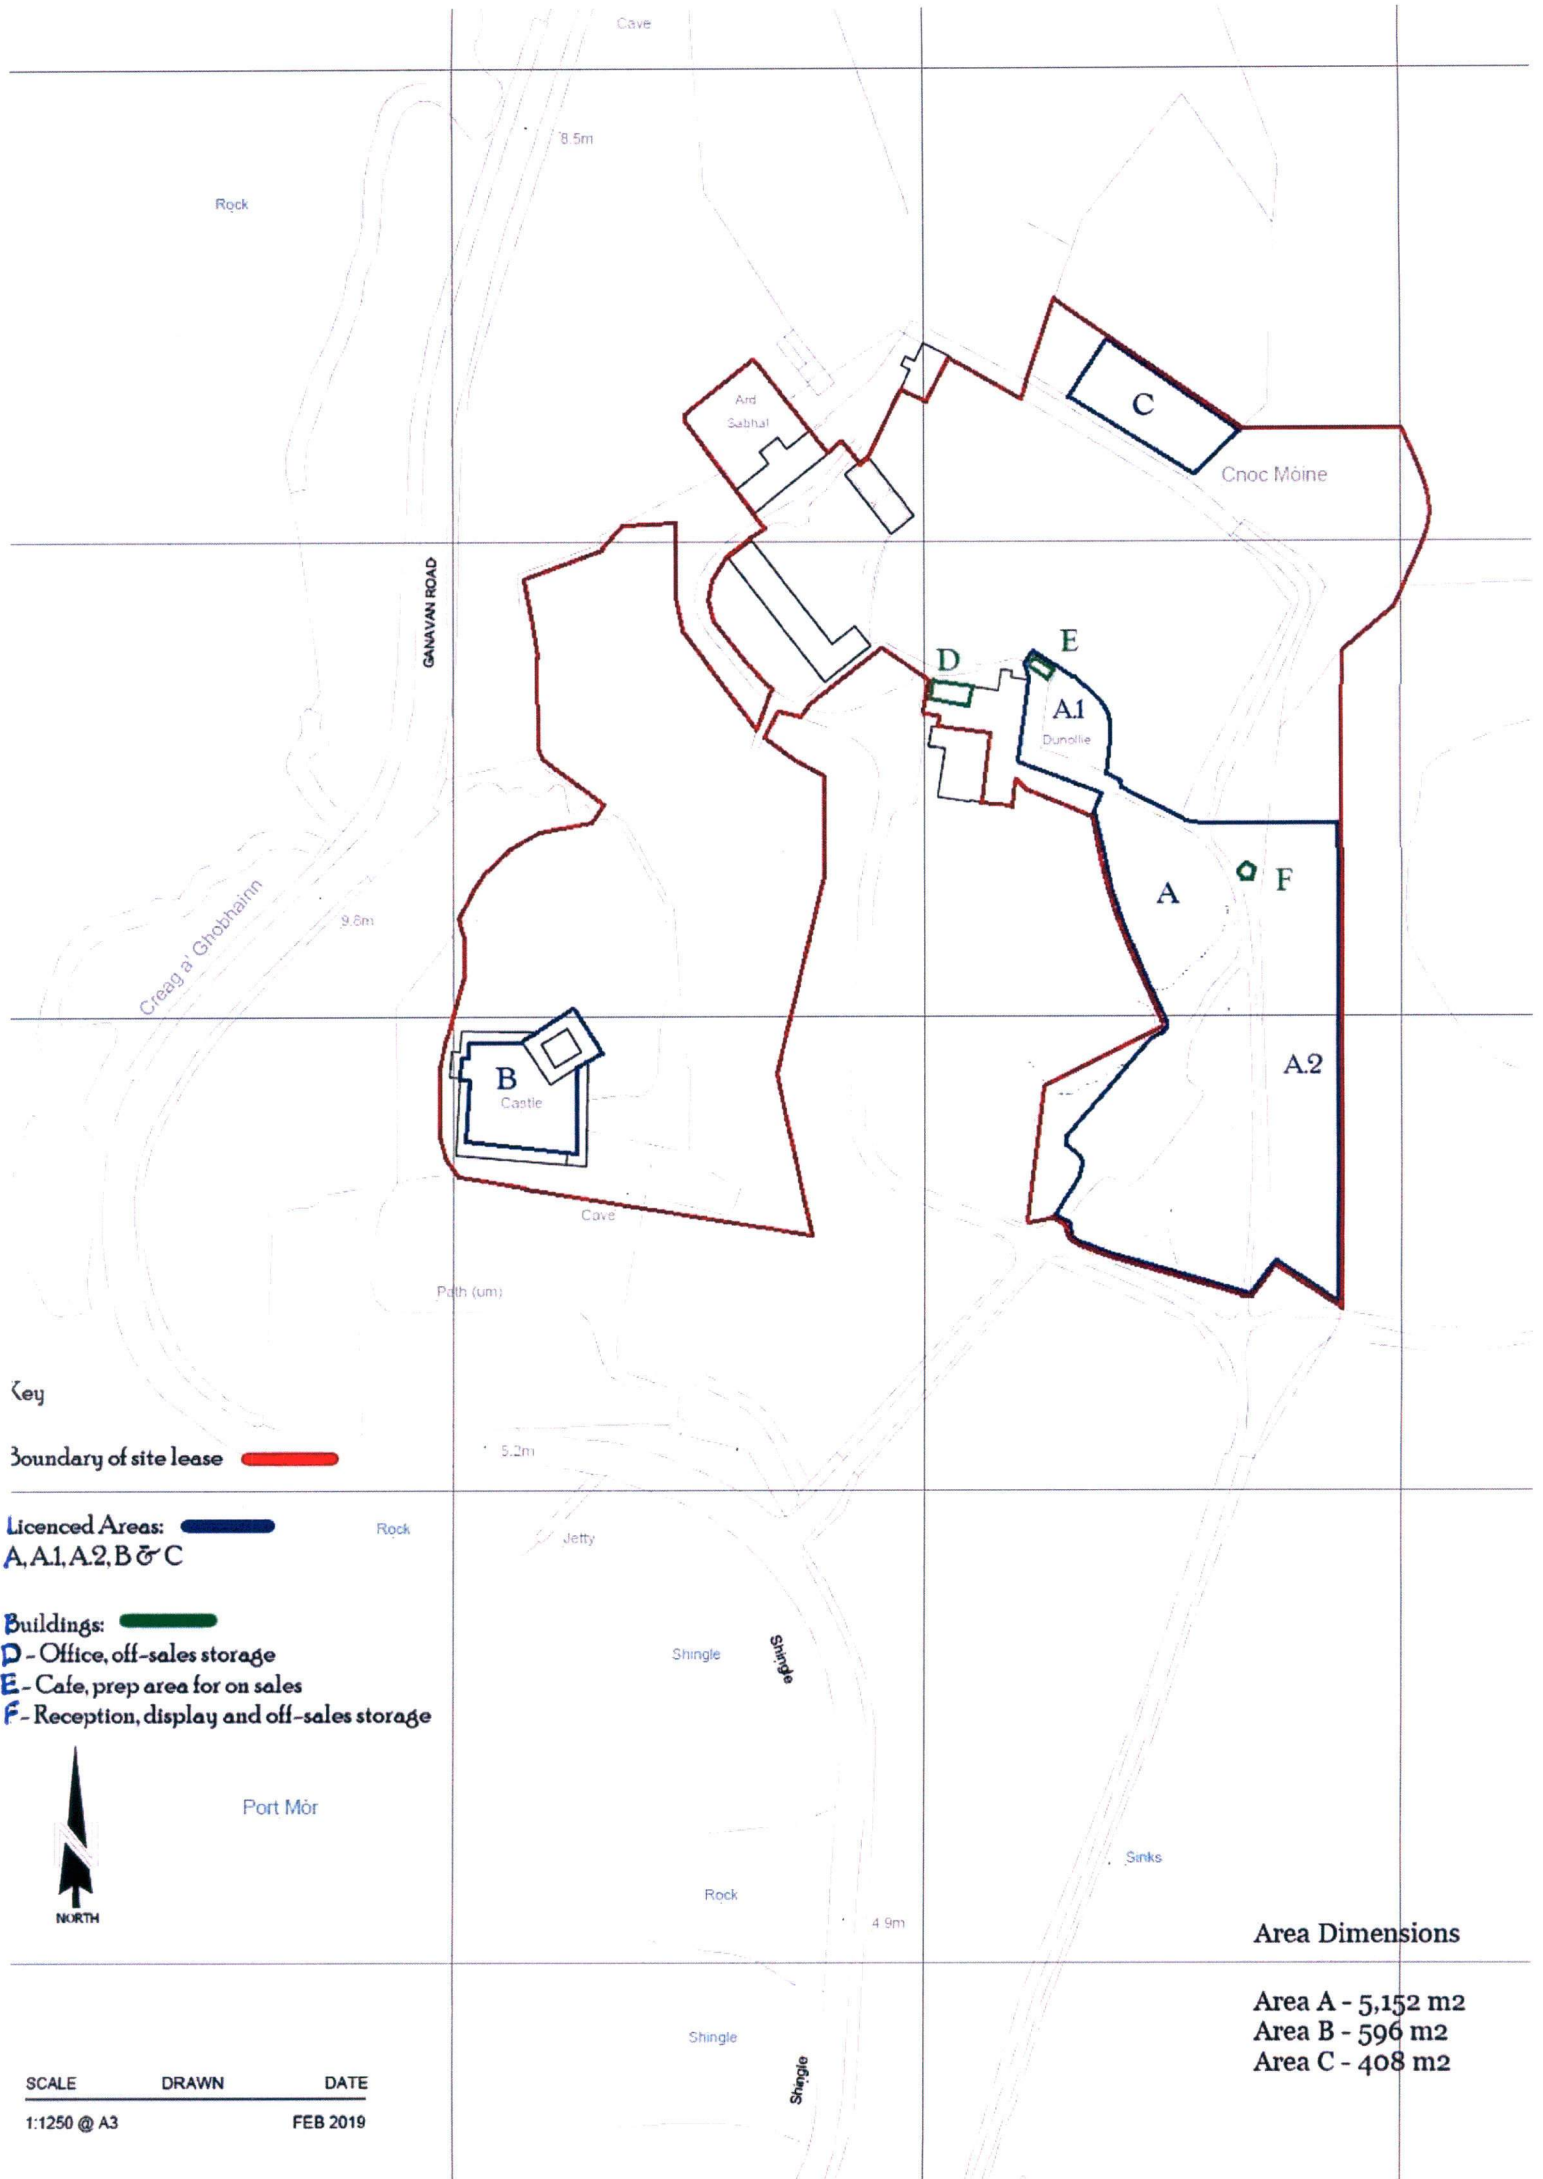 Cave
8.5m
Rock
Ard
Sabhal
C
Cnoc Mòine
GANAVAN ROAD
D
E
A.1
Dunollie
A
F
Creag a' Ghobhainn
9.8m
B
Castle
A.2
Cave
Path (um)
Key
Boundary of site lease
5.2m
Licenced Areas:
A, A.1, A.2, B & C
Rock
Jetty
Buildings:
D - Office, off-sales storage
E - Cafe, prep area for on sales
F - Reception, display and off-sales storage
Shingle
Shingle
NORTH
Port Mòr
Sinks
Rock
4.9m
Area Dimensions
Area A - 5,152 m2
Area B - 596 m2
Area C - 408 m2
Shingle
Shingle
SCALE DRAWN DATE
1:1250 @ A3 FEB 2019